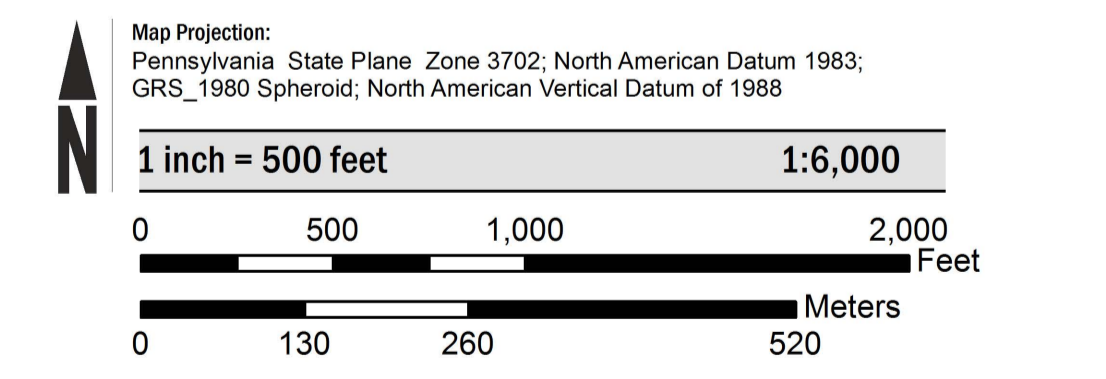 Map Projection:
Pennsylvania State Plane Zone 3702; North American Datum 1983;
GRS_1980 Spheroid; North American Vertical Datum of 1988
N
1 inch = 500 feet 1:6,000
0 500 1,000 2,000
Feet
Meters
0 130 260 520